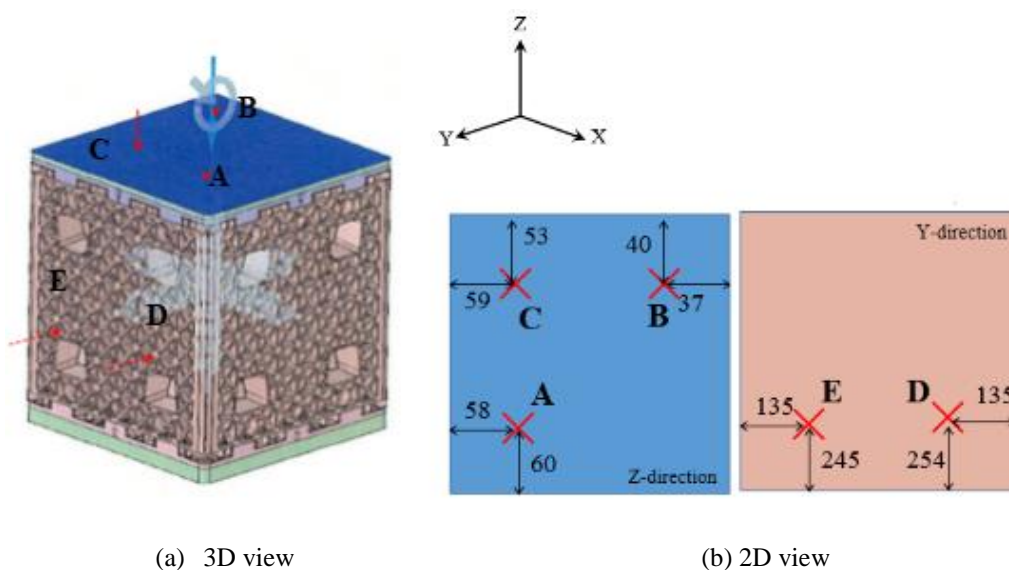 Z
Y
X
B
C
A
E
D
53
40
59
37
C
B
A
58
60
Z-direction
Y-direction
E
D
135
135
245
254
(a) 3D view
(b) 2D view